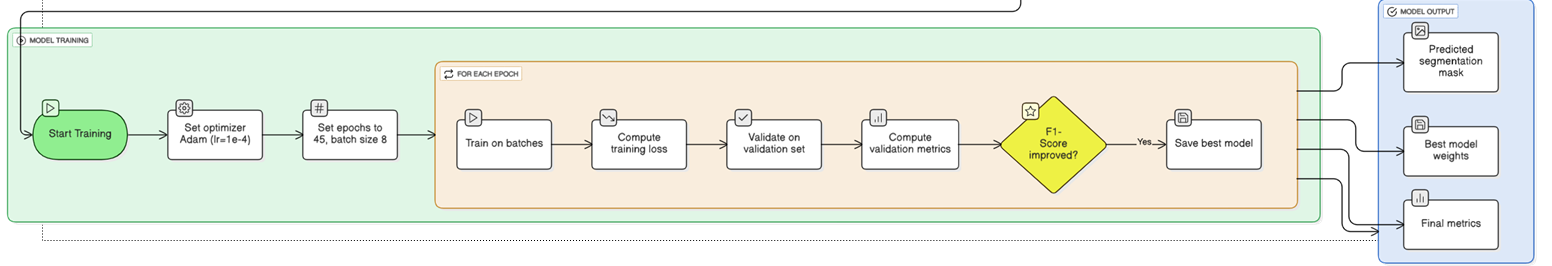 MODEL TRAINING
Start Training
Set optimizer
Adam (lr=1e-4)
Set epochs to
45, batch size 8
FOR EACH EPOCH
Train on batches
Compute
training loss
Validate on
validation set
Compute
validation metrics
F1-
Score
improved?
Yes
Save best model
MODEL OUTPUT
Predicted
segmentation
mask
Best model
weights
Final metrics